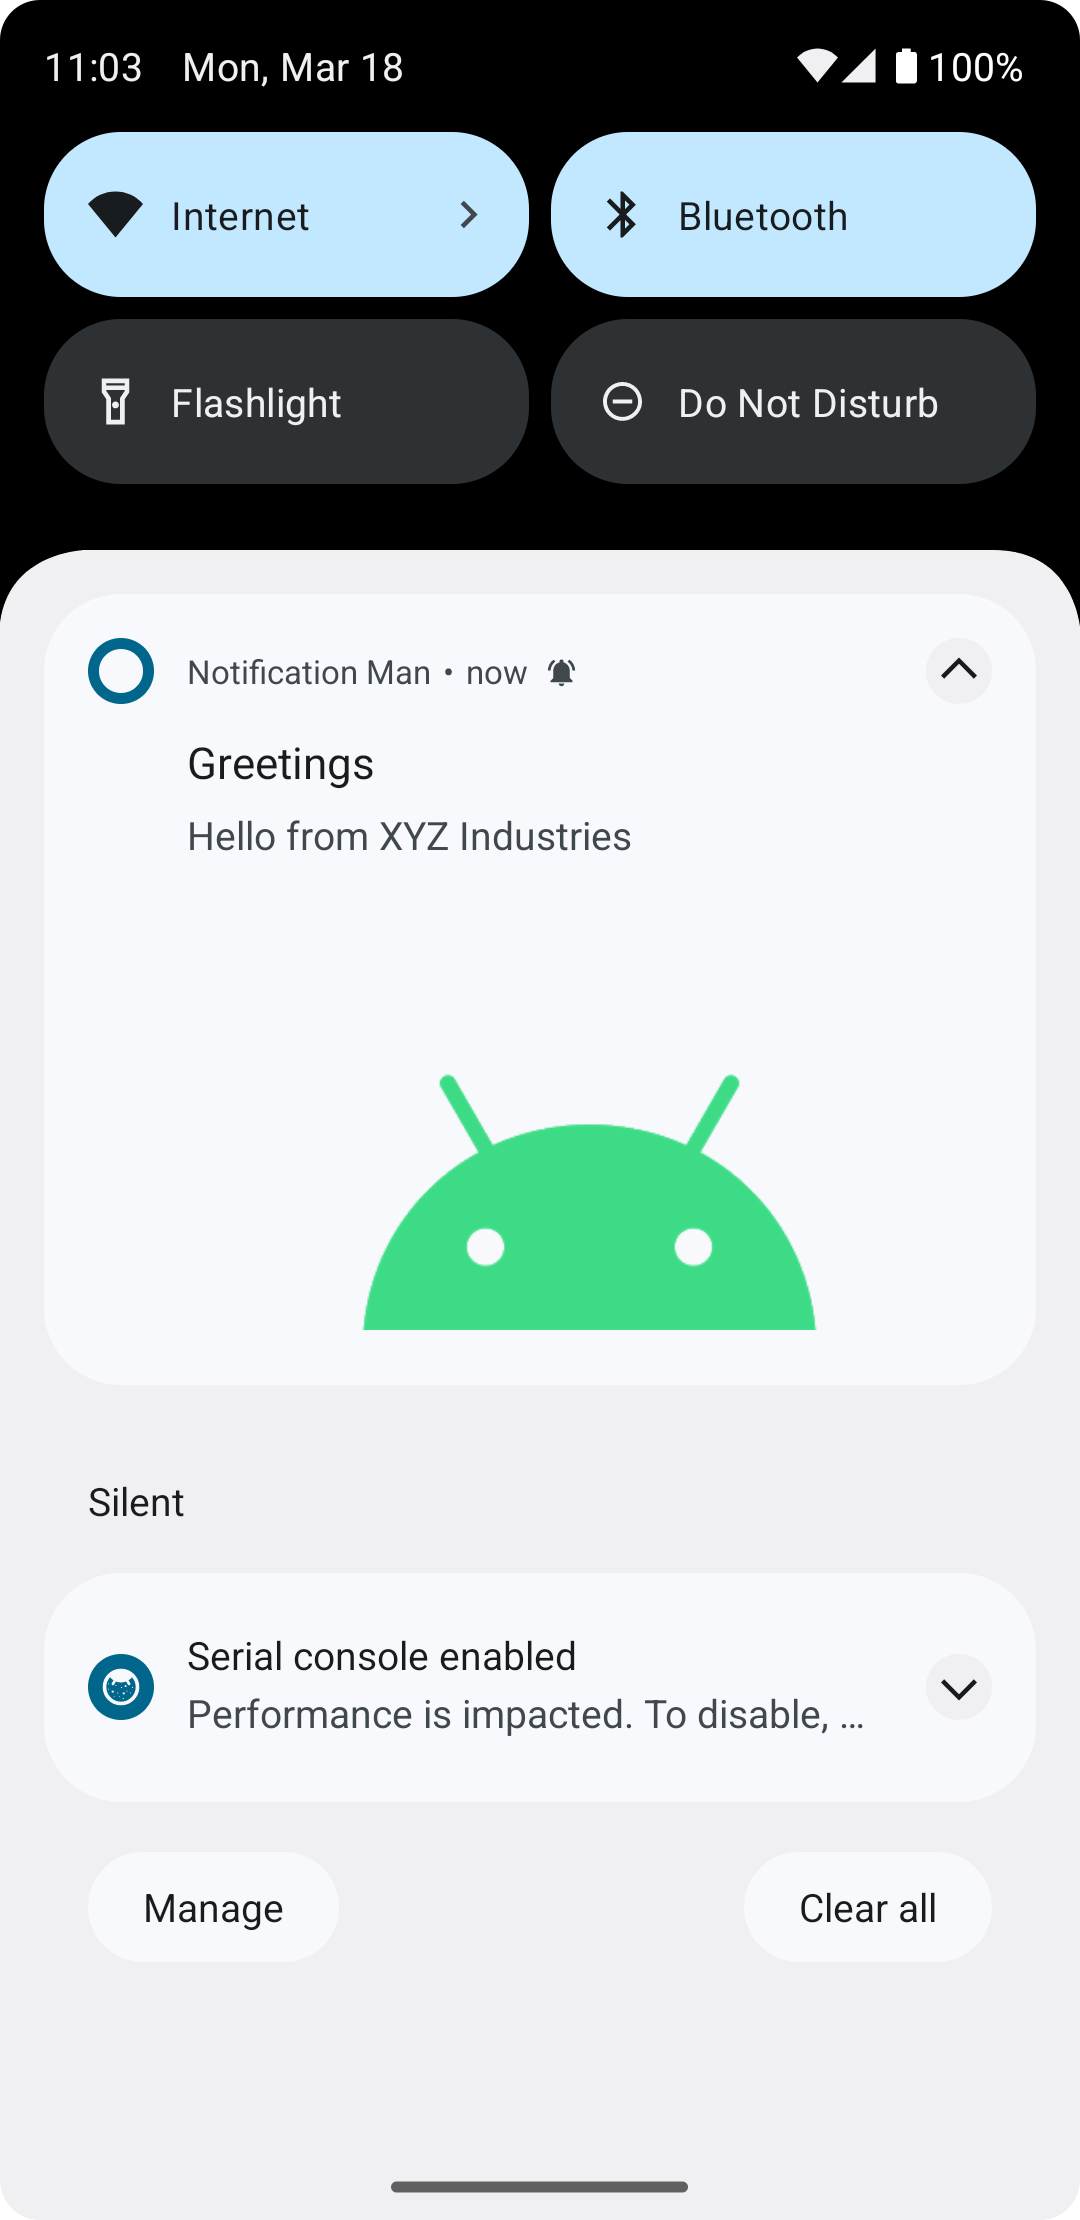 11:03 Mon, Mar 18 100%
Internet Bluetooth
Flashlight Do Not Disturb
Notification Man • now
Greetings
Hello from XYZ Industries
Silent
Serial console enabled
Performance is impacted. To disable, …
Manage Clear all